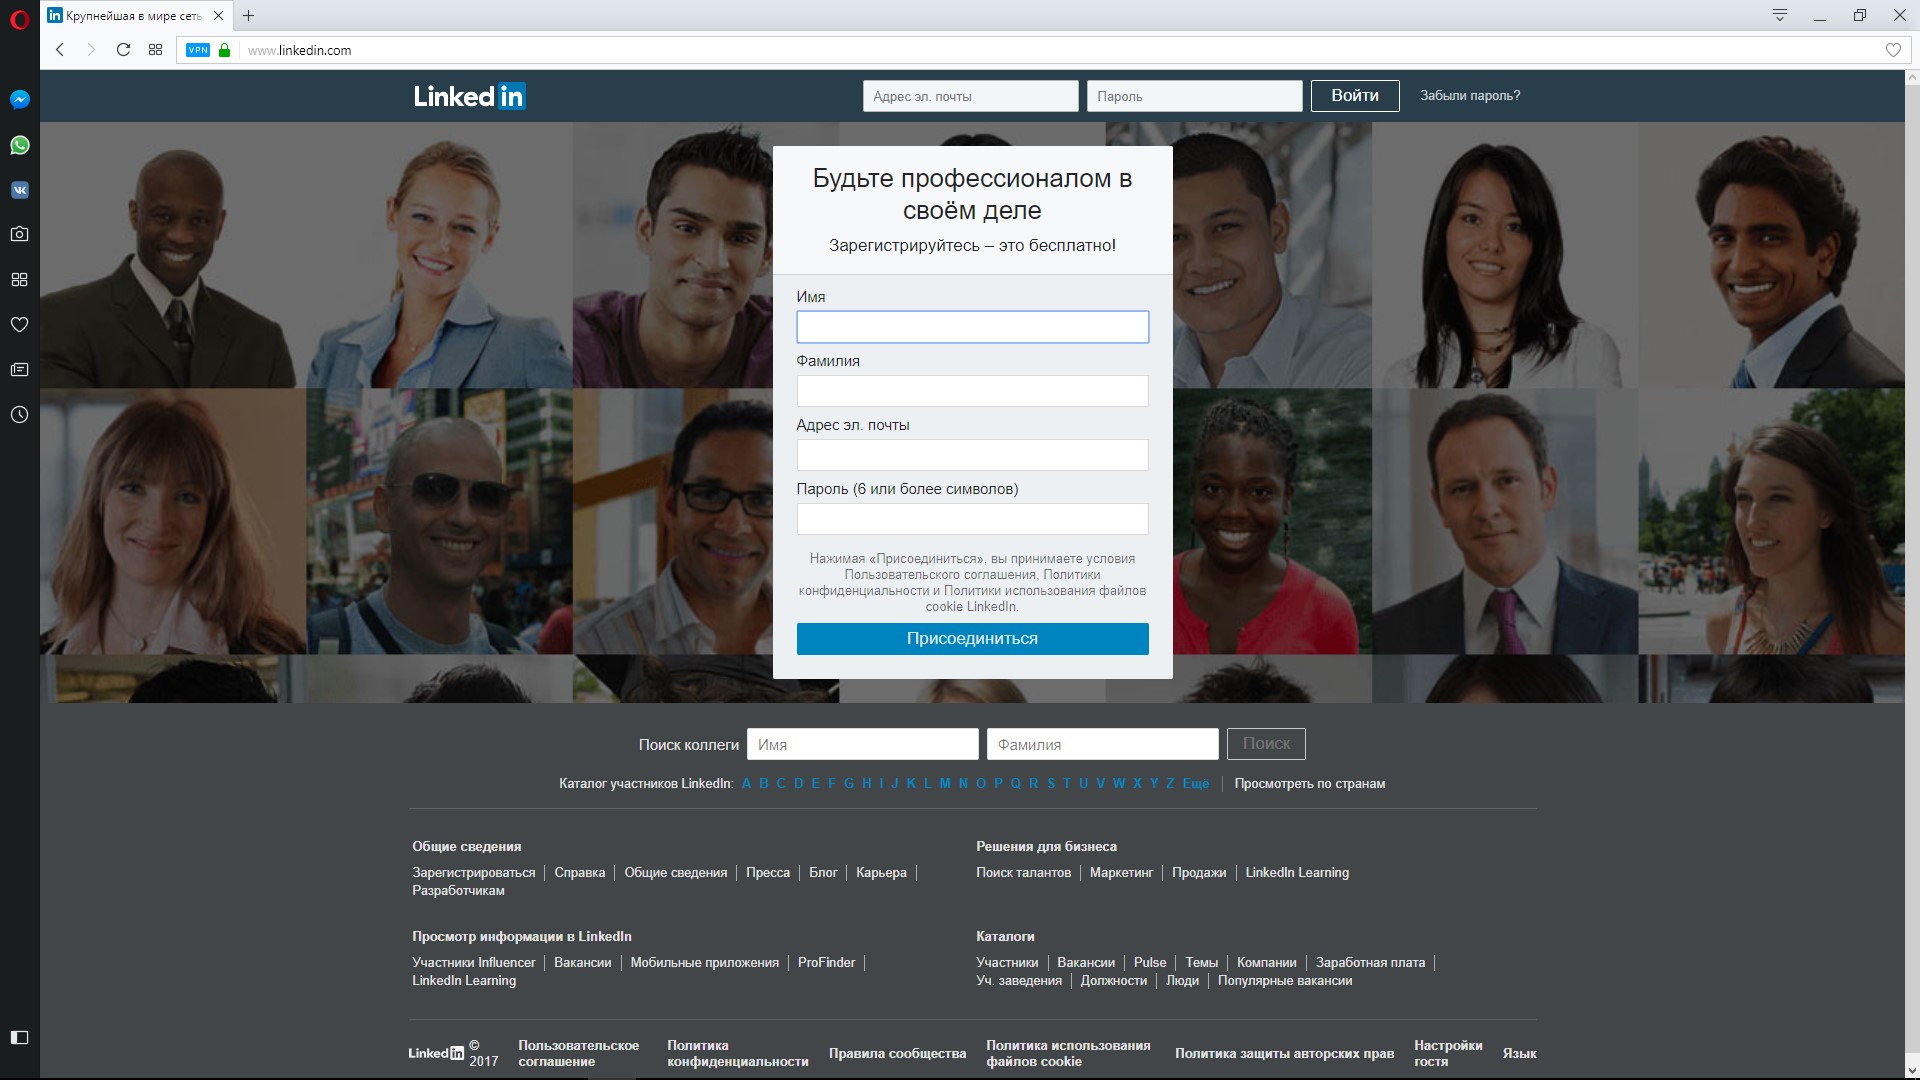 Крупнейшая в мире сеть
VPN
www.linkedin.com
Linked in
Адрес эл. почты
Пароль
Войти
Забыли пароль?
Будьте профессионалом в
своём деле
Зарегистрируйтесь – это бесплатно!
Имя
Фамилия
Адрес эл. почты
Пароль (6 или более символов)
Нажимая «Присоединиться», вы принимаете условия
Пользовательского соглашения, Политики
конфиденциальности и Политики использования файлов
cookie LinkedIn.
Присоединиться
Поиск коллеги
Имя
Фамилия
Поиск
Каталог участников LinkedIn: A B C D E F G H I J K L M N O P Q R S T U V W X Y Z Ещё Просмотреть по странам
Общие сведения
Зарегистрироваться Справка Общие сведения Пресса Блог Карьера
Разработчикам
Решения для бизнеса
Поиск талантов Маркетинг Продажи LinkedIn Learning
Просмотр информации в LinkedIn
Участники Influencer Вакансии Мобильные приложения ProFinder
LinkedIn Learning
Каталоги
Участники Вакансии Pulse Темы Компании Заработная плата
Уч. заведения Должности Люди Популярные вакансии
Linked in © 2017
Пользовательское
соглашение
Политика
конфиденциальности
Правила сообщества
Политика использования
файлов cookie
Политика защиты авторских прав
Настройки
гостя
Язык